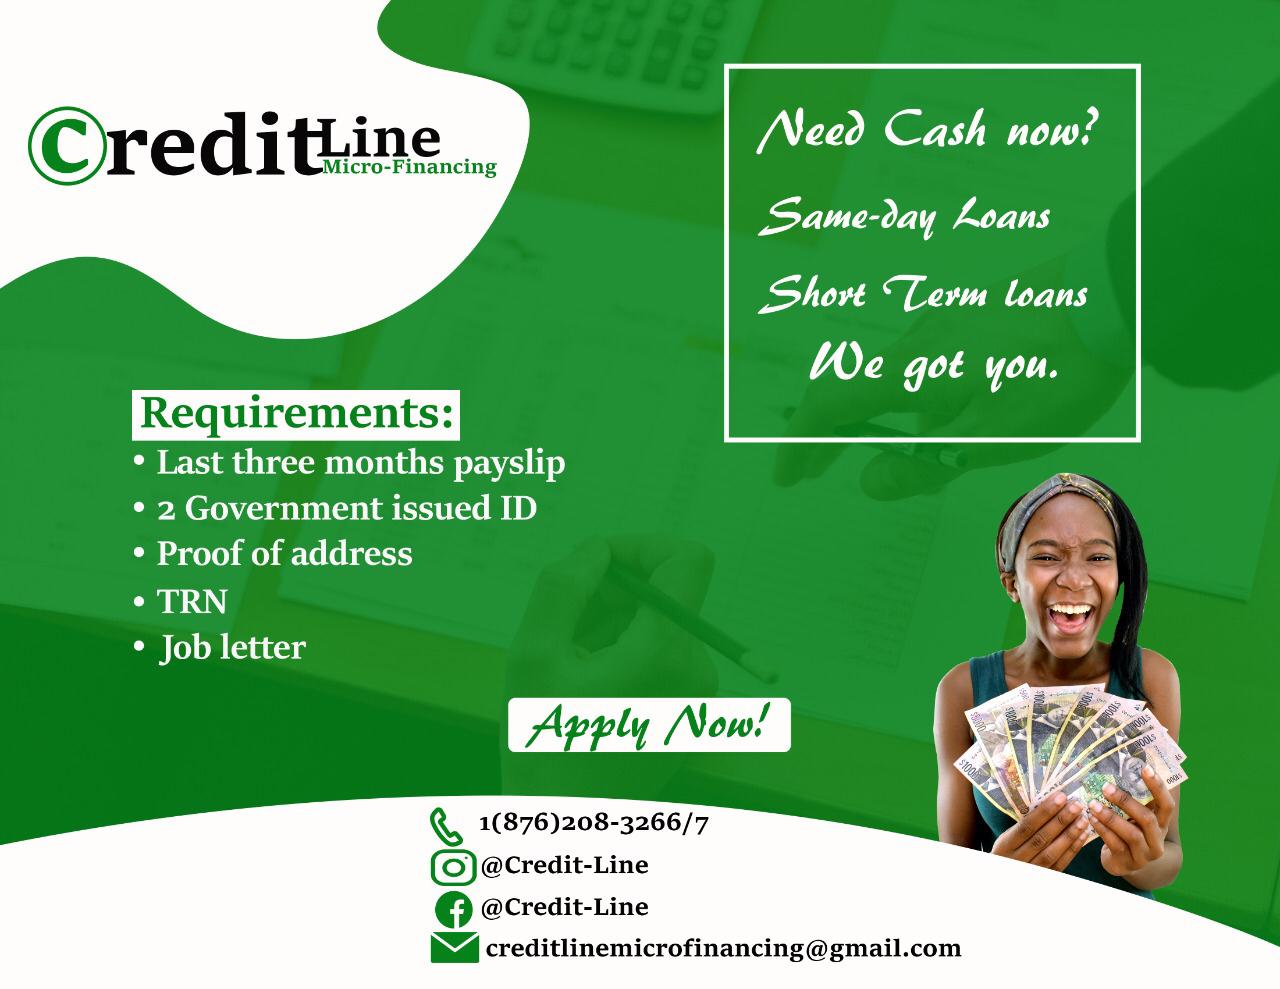 CreditLine
Micro-Financing
Need Cash now?
Same-day Loans
Short Term loans
We got you.
Requirements:
• Last three months payslip
• 2 Government issued ID
• Proof of address
• TRN
• Job letter
Apply Now!
1(876)208-3266/7
@Credit-Line
@Credit-Line
creditlinemicrofinancing@gmail.com